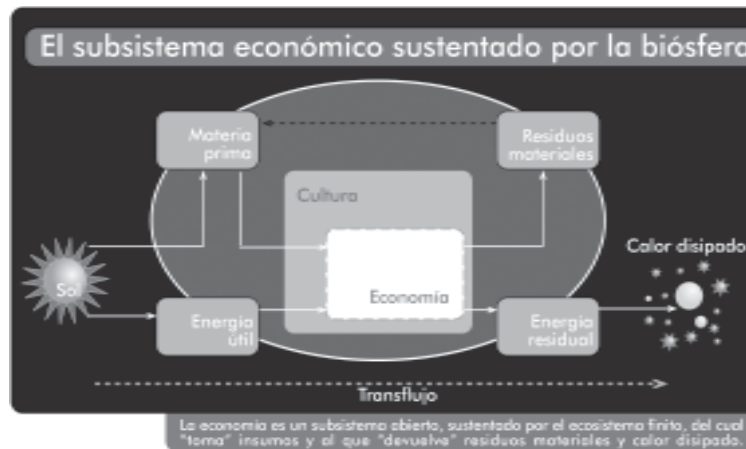 El subsistema económico sustentado por la biósfera
Materia
prima
Residuos
materiales
Cultura
Calor disipado
Sol
Economía
Energía
útil
Energía
residual
Transflujo
La economía es un subsistema abierto, sustentado por el ecosistema finito, del cual
"toma" insumos y al que "devuelve" residuos materiales y calor disipado.